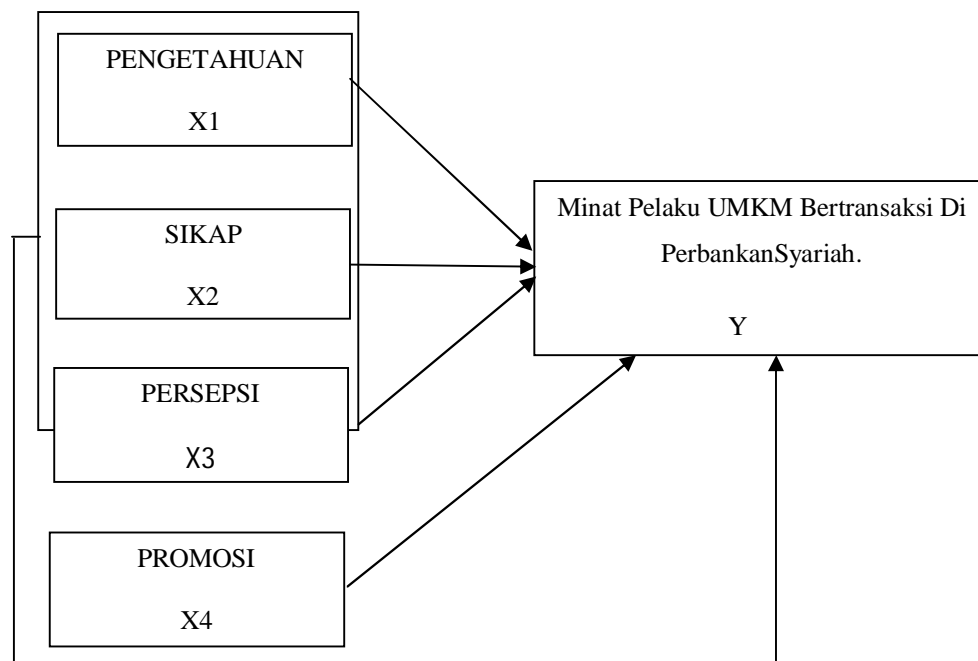 PENGETAHUAN
X1
SIKAP
X2
PERSEPSI
X3
PROMOSI
X4
Minat Pelaku UMKM Bertransaksi Di
PerbankanSyariah.
Y